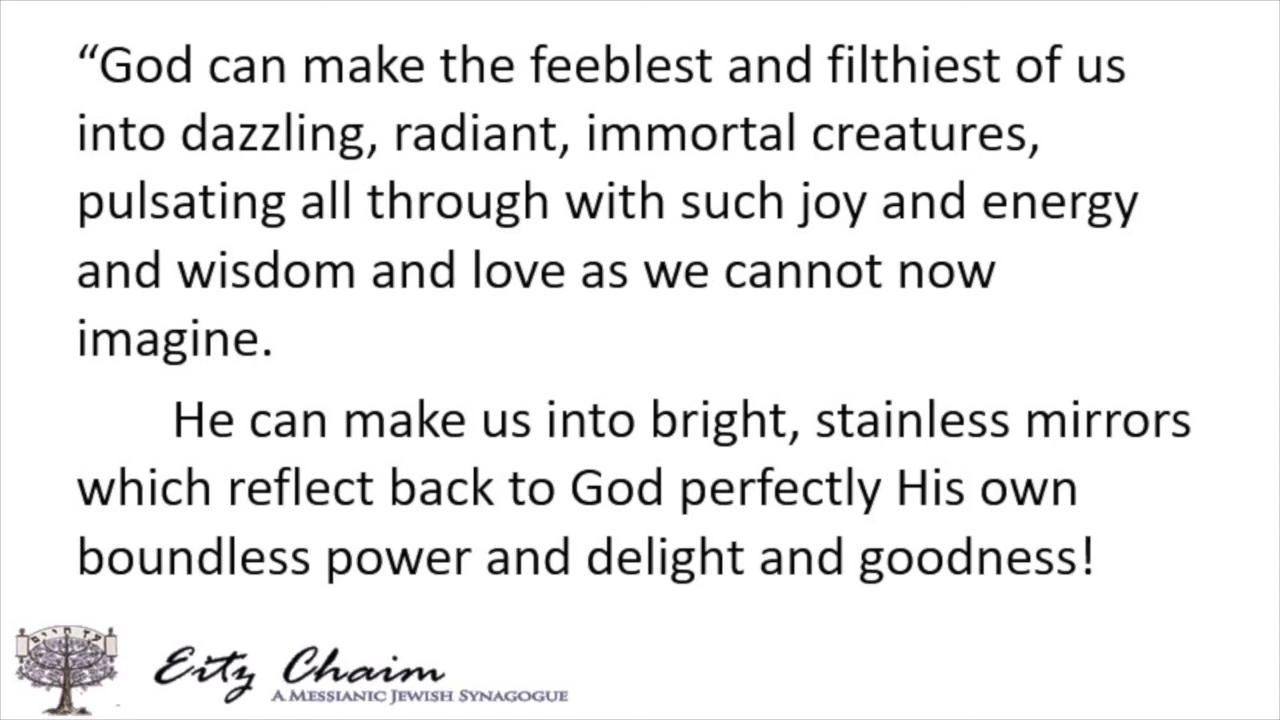 “God can make the feeblest and filthiest of us
into dazzling, radiant, immortal creatures,
pulsating all through with such joy and energy
and wisdom and love as we cannot now
imagine.
He can make us into bright, stainless mirrors
which reflect back to God perfectly His own
boundless power and delight and goodness!
עץ חיים
Eitz Chaim
A MESSIANIC JEWISH SYNAGOGUE